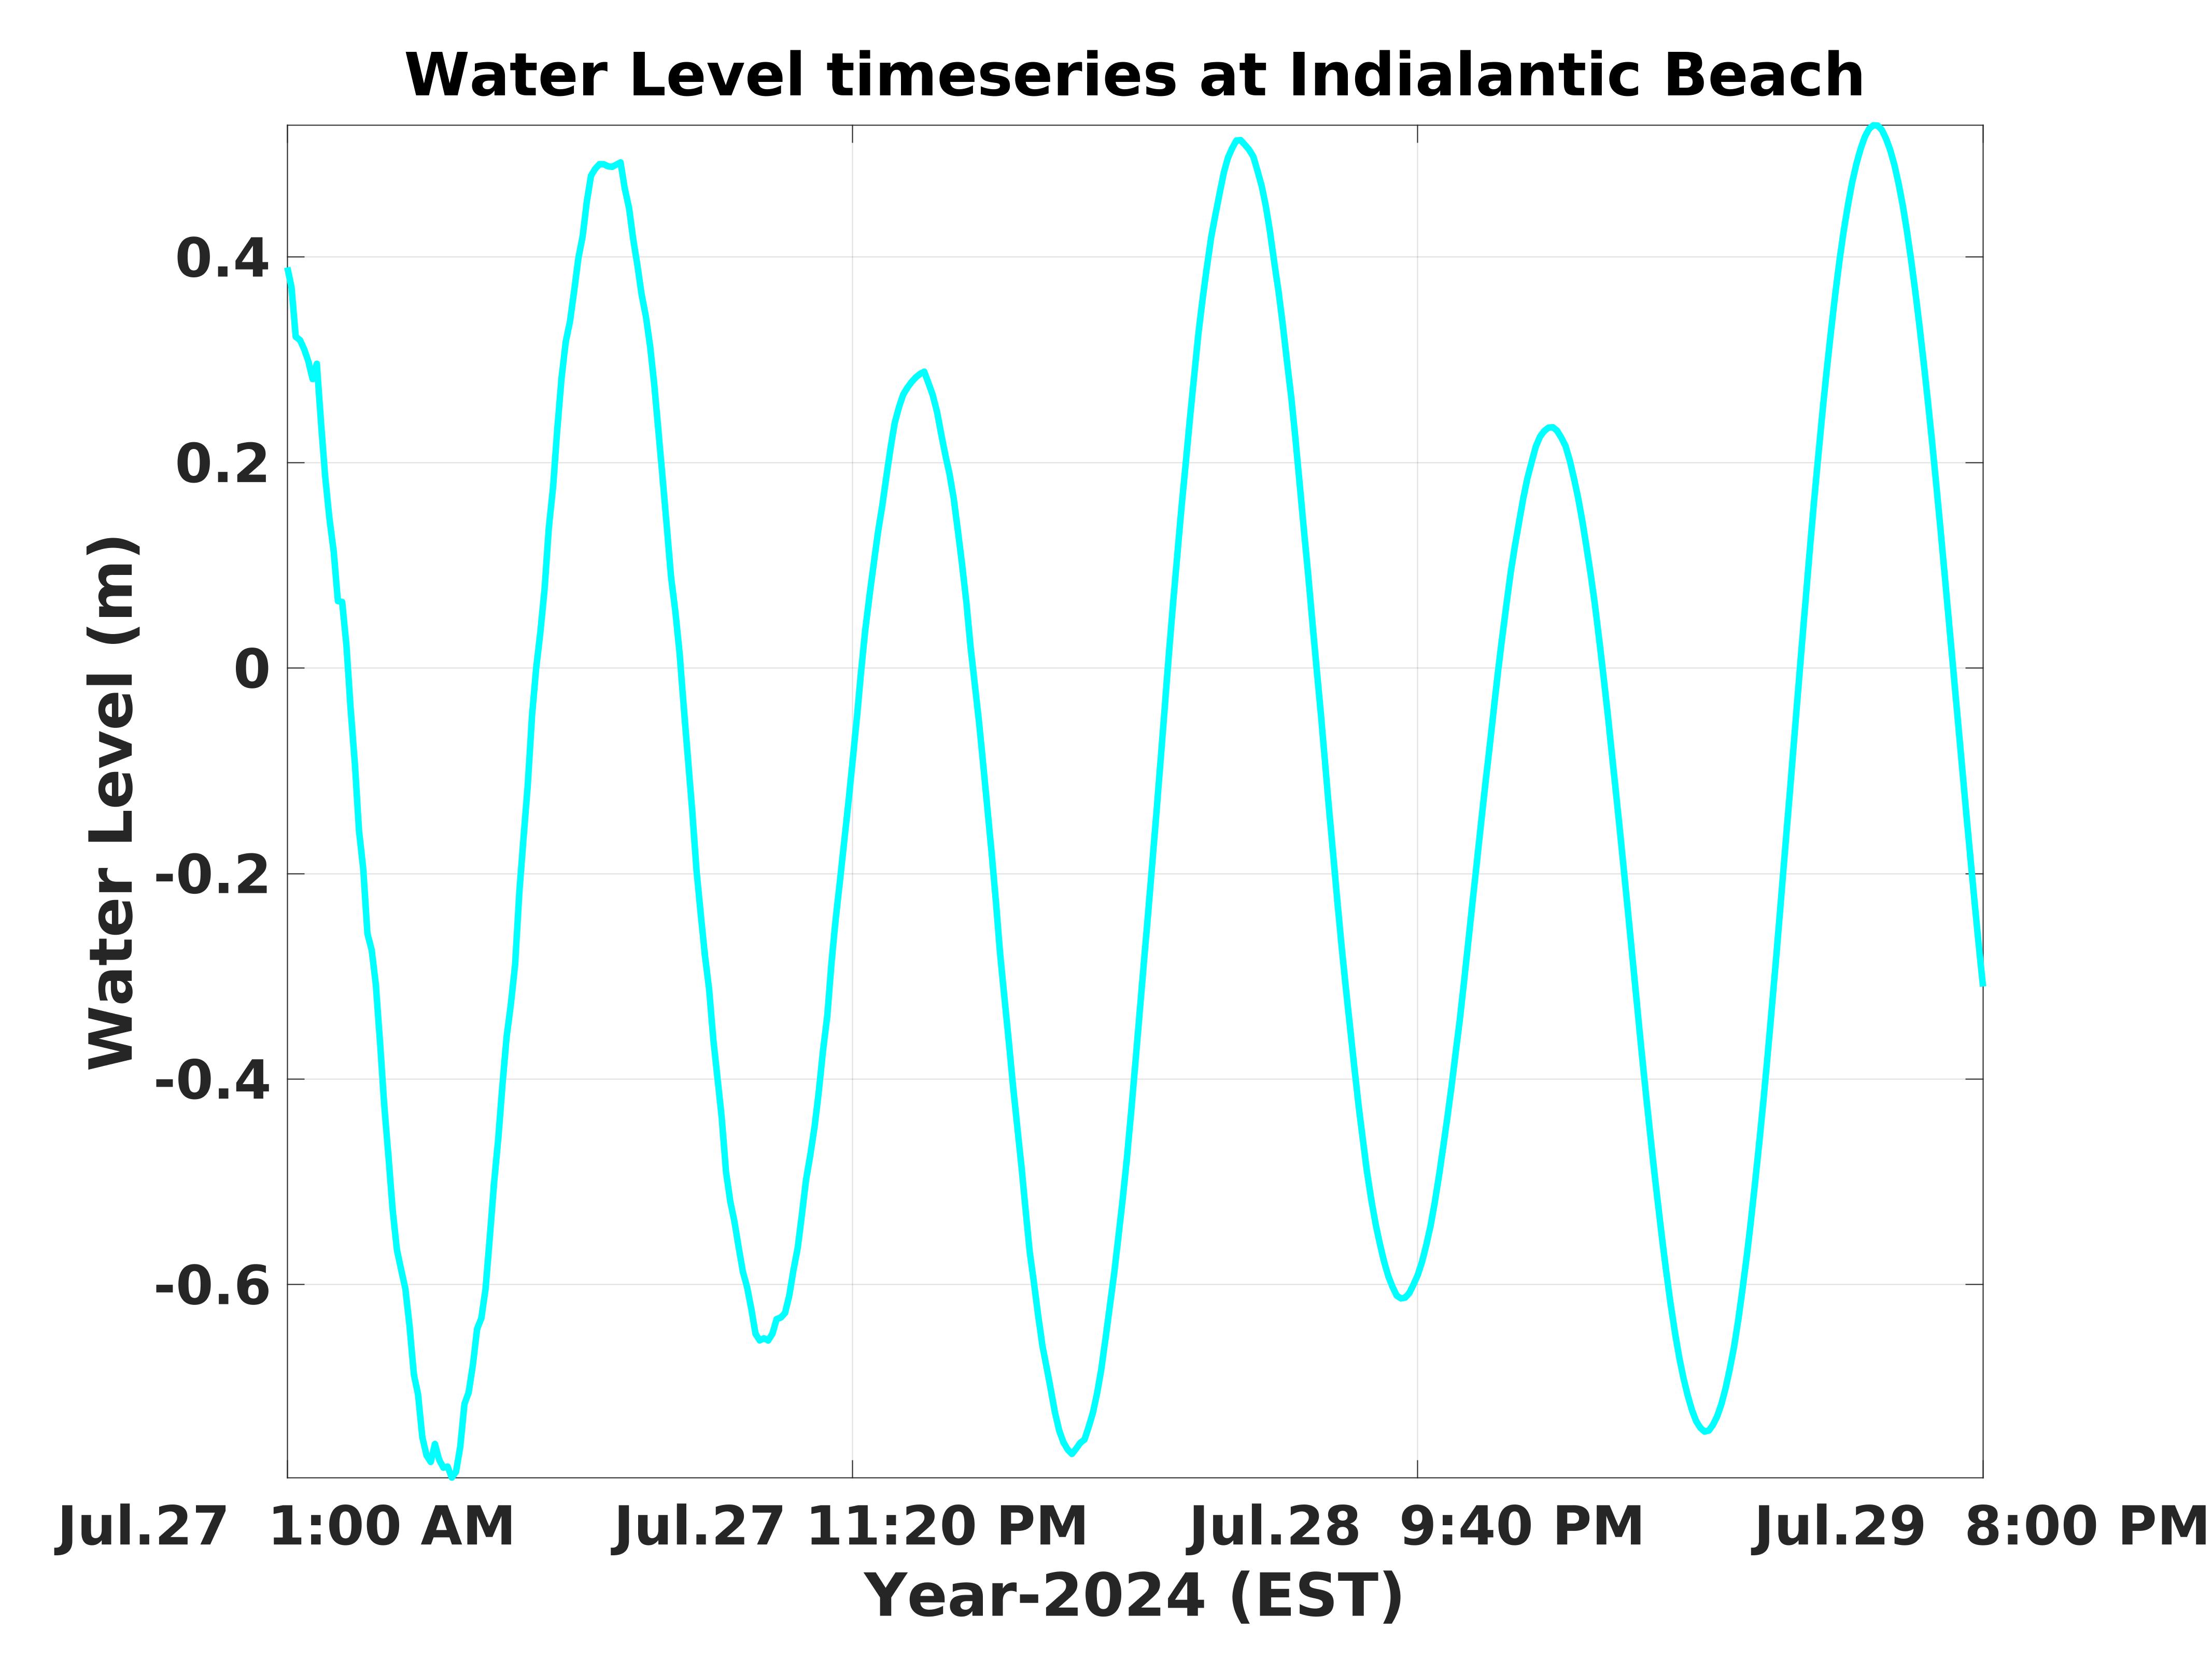 Water Level timeseries at Indialantic Beach
0.4
0.2
0
-0.2
-0.4
-0.6
Water Level (m)
Jul.27 1:00 AM
Jul.27 11:20 PM
Jul.28 9:40 PM
Jul.29 8:00 PM
Year-2024 (EST)